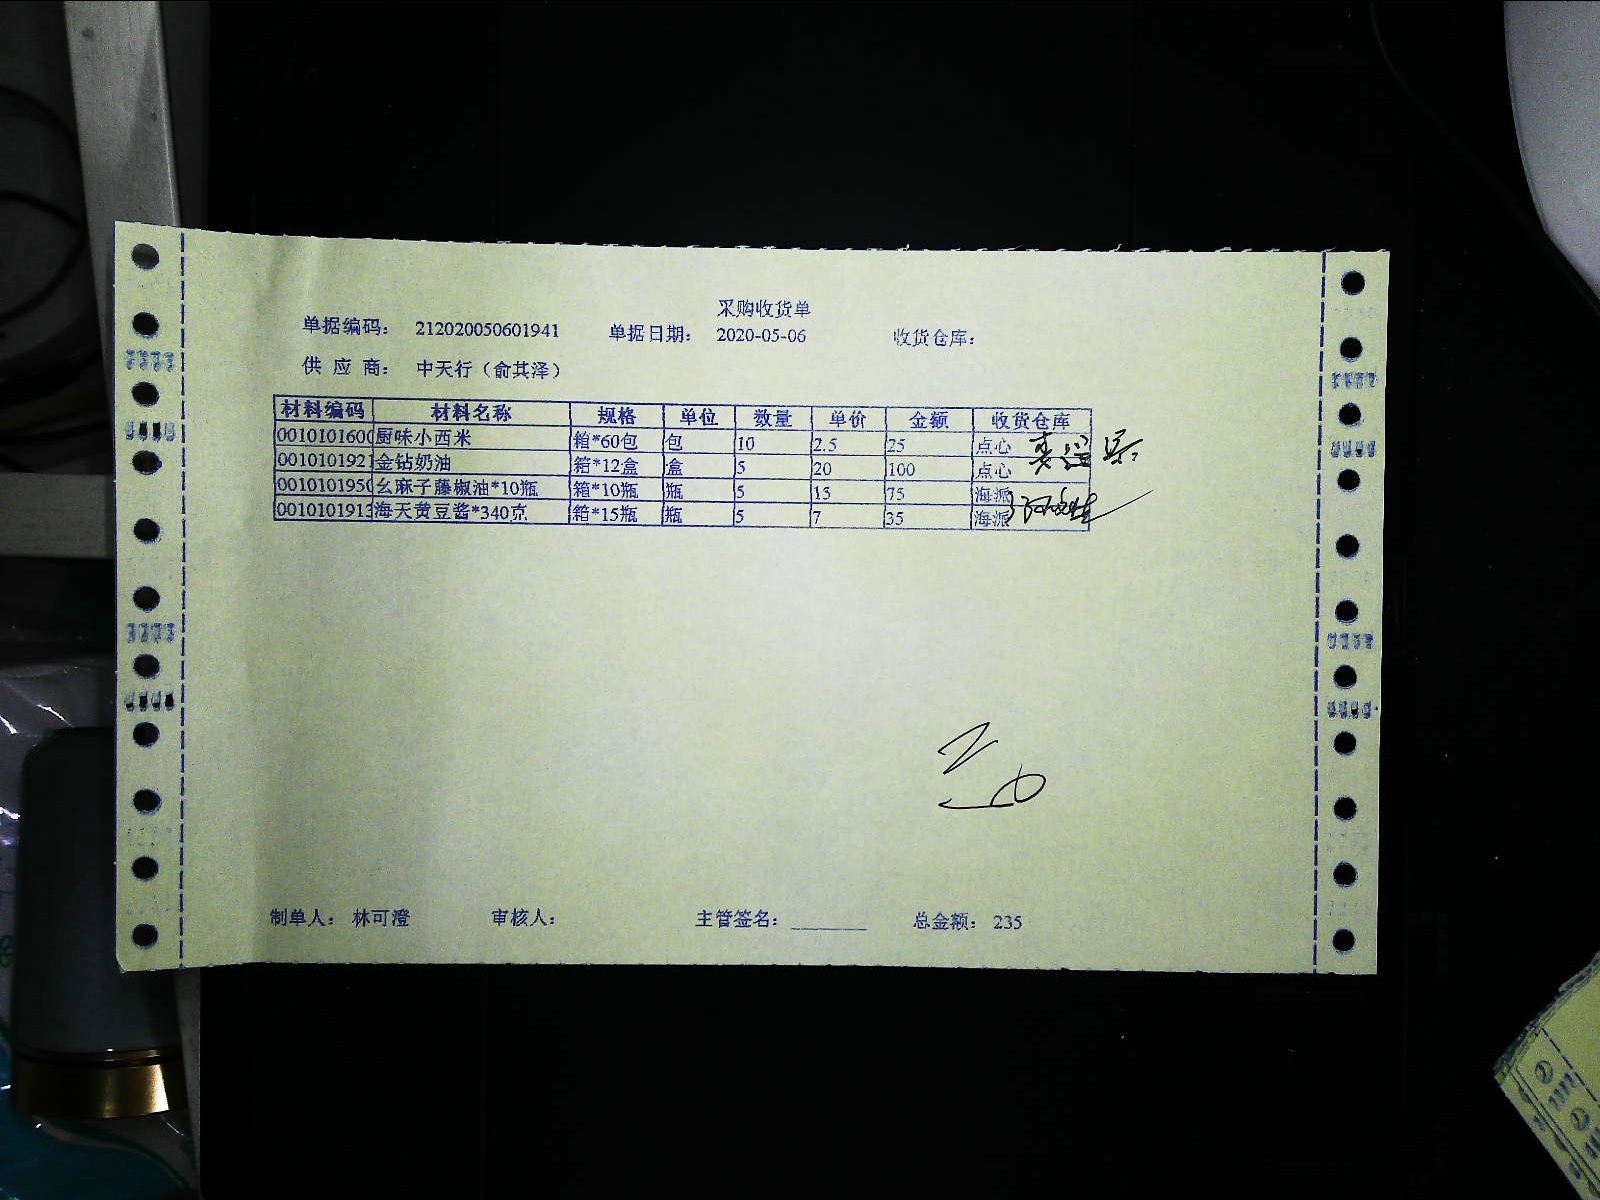 采购收货单
单据编码： 212020050601941 单据日期： 2020-05-06 收货仓库：
供 应 商： 中天行（俞其泽）
材料编码 材料名称 规格 单位 数量 单价 金额 收货仓库
0010101600 厨味小西米 箱*60包 包 10 2.5 25 点心
0010101921 金钻奶油 箱*12盒 盒 5 20 100 点心
0010101950 幺麻子藤椒油*10瓶 箱*10瓶 瓶 5 15 75 海派
0010101913 海天黄豆酱*340克 箱*15瓶 瓶 5 7 35 海派
制单人： 林可澄 审核人： 主管签名： 总金额： 235